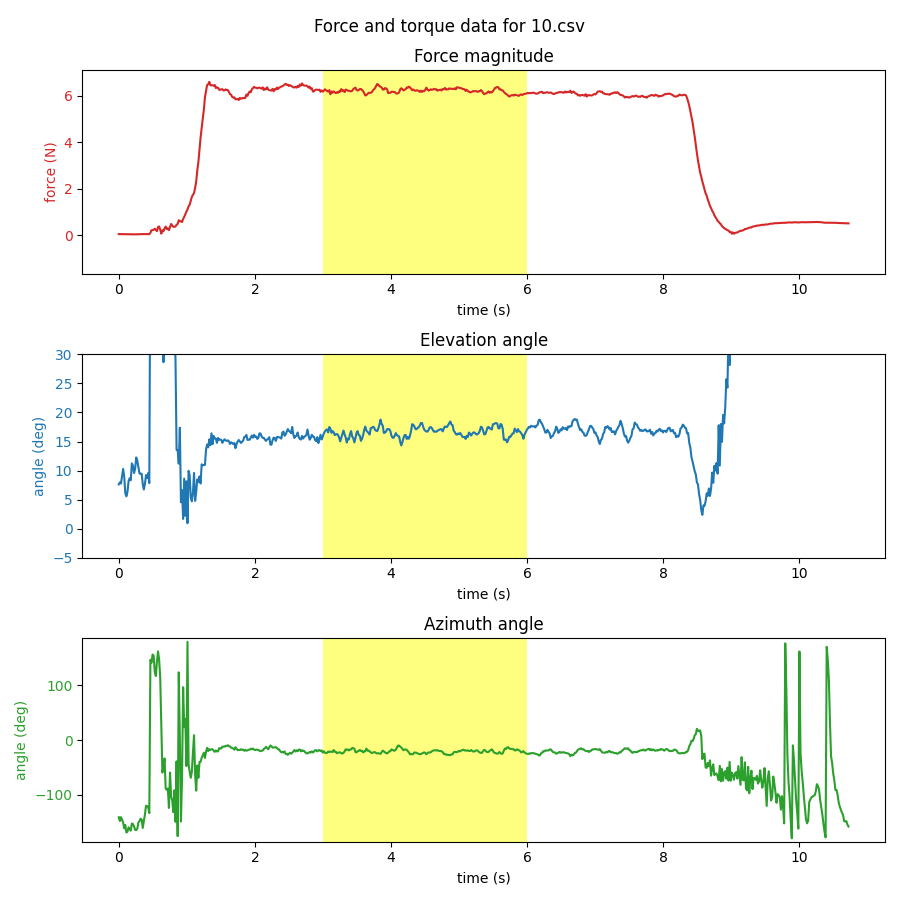 Force and torque data for 10.csv
Force magnitude
force (N)
6
4
2
0
0 2 4 6 8 10
time (s)
Elevation angle
angle (deg)
30
25
20
15
10
5
0
−5
0 2 4 6 8 10
time (s)
Azimuth angle
angle (deg)
100
0
−100
0 2 4 6 8 10
time (s)